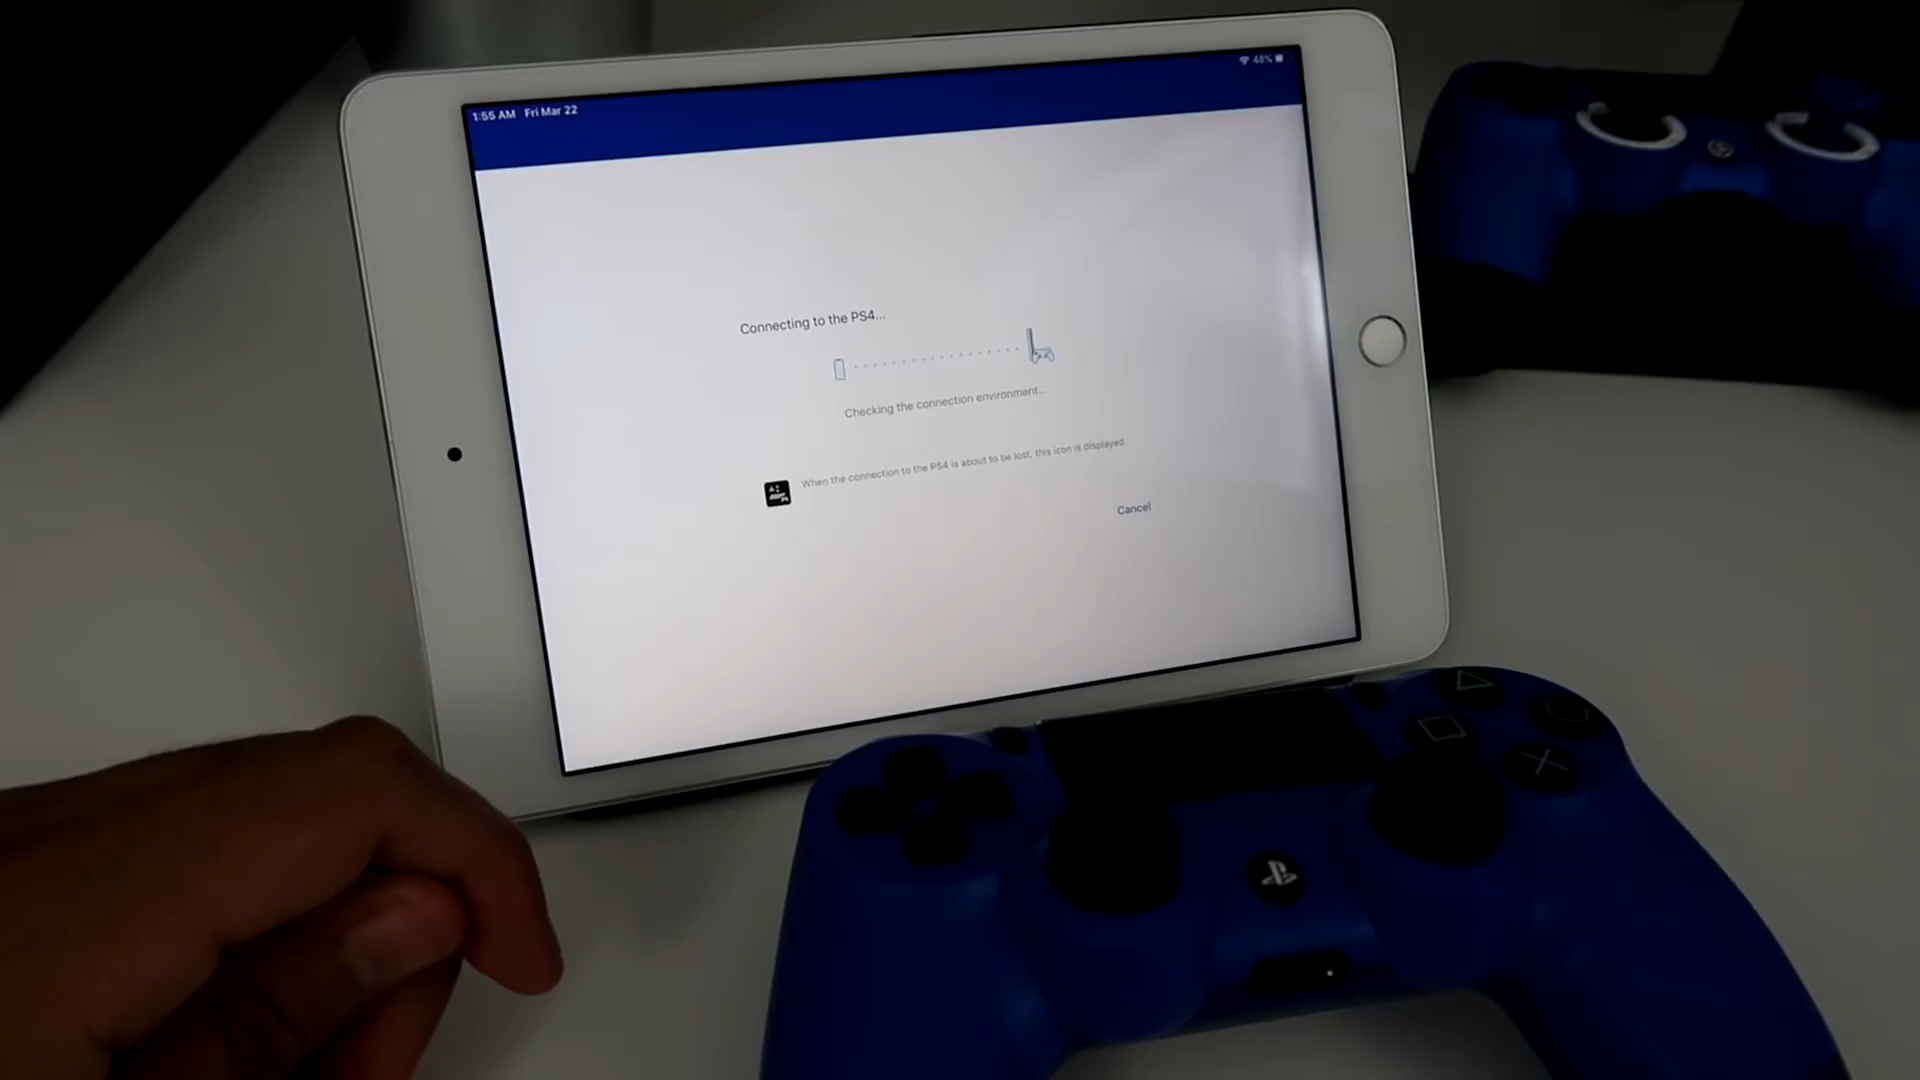 1:55 AM Fri Mar 22
48%
Connecting to the PS4...
Checking the connection environment...
When the connection to the PS4 is about to be lost, this icon is displayed.
Cancel